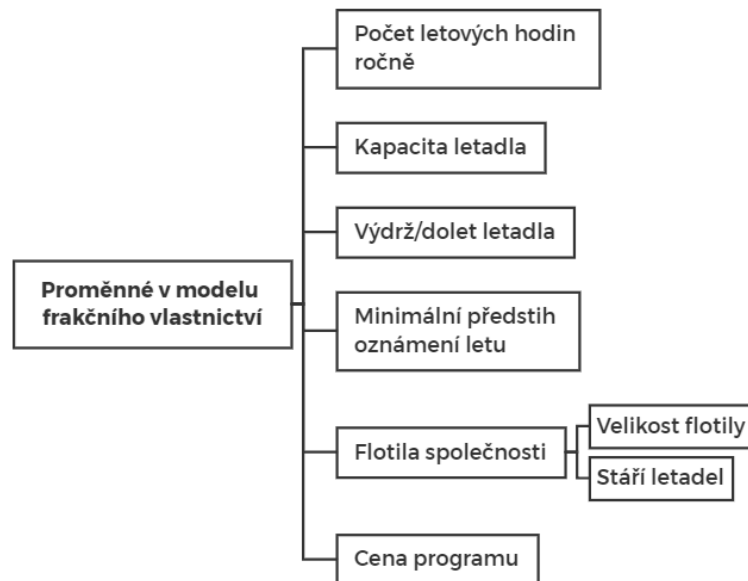 Počet letových hodin
ročně
Kapacita letadla
Výdrž/dolet letadla
Proměnné v modelu
frakčního vlastnictví
Minimální předstih
oznámení letu
Flotila společnosti
Velikost flotily
Stáří letadel
Cena programu